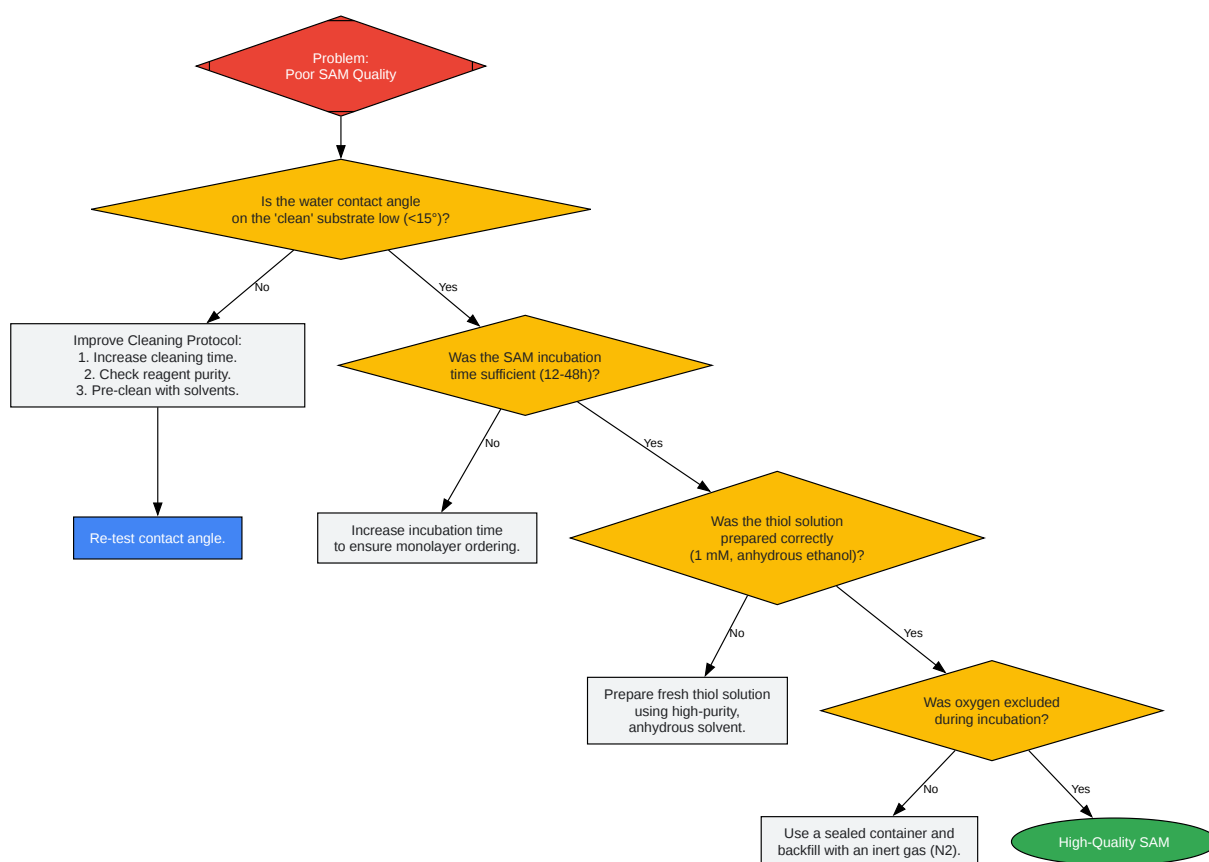 Problem:
Poor SAM Quality
Is the water contact angle
on the 'clean' substrate low (<15°)?
No
Yes
Improve Cleaning Protocol:
1. Increase cleaning time.
2. Check reagent purity.
3. Pre-clean with solvents.
Was the SAM incubation
time sufficient (12-48h)?
No
Yes
Re-test contact angle.
Increase incubation time
to ensure monolayer ordering.
Was the thiol solution
prepared correctly
(1 mM, anhydrous ethanol)?
No
Yes
Prepare fresh thiol solution
using high-purity,
anhydrous solvent.
Was oxygen excluded
during incubation?
No
Yes
Use a sealed container and
backfill with an inert gas (N2).
High-Quality SAM